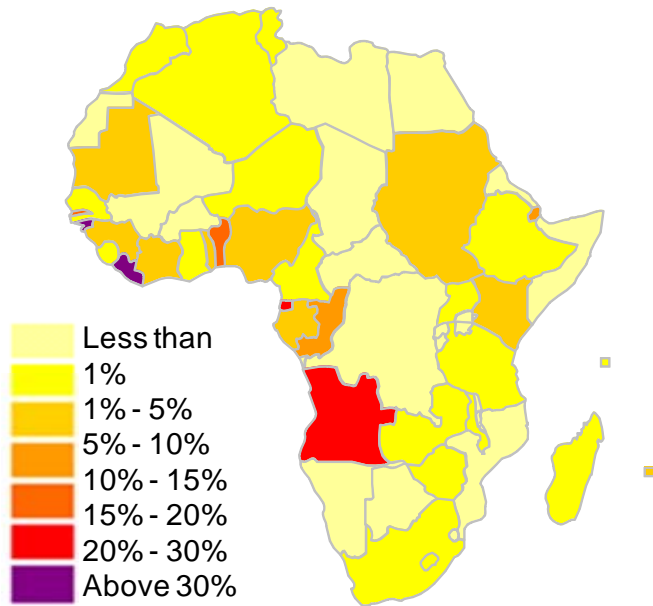 Less than
1%
1% - 5%
5% - 10%
10% - 15%
15% - 20%
20% - 30%
Above 30%